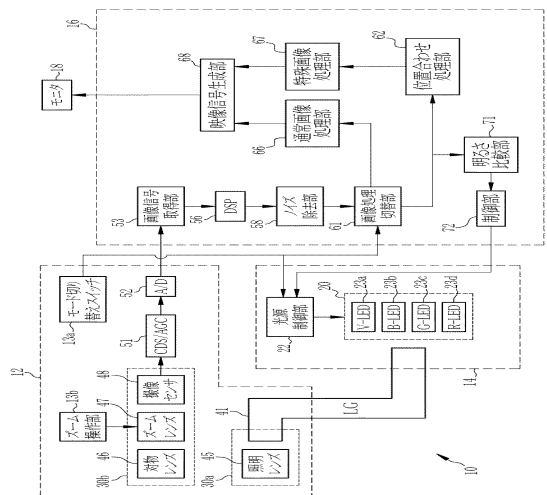 12
13b
ズーム
操作部
46
対物
レンズ
47
ズーム
レンズ
48
撮像
センサ
30b
51
CDS/AGC
52
A/D
13a
モード切り
替えスイッチ
45
照明レンズ
30a
41
LG
10
14
22
光源
制御部
20
23a
V-LED
23b
B-LED
23c
G-LED
23d
R-LED
16
18
モニタ
53
画像信号
取得部
56
DSP
58
ノイズ
除去部
61
画像処理
切替部
66
通常画像
処理部
67
特殊画像
処理部
68
映像信号生成部
62
位置合わせ
処理部
71
明るさ
比較部
72
制御部